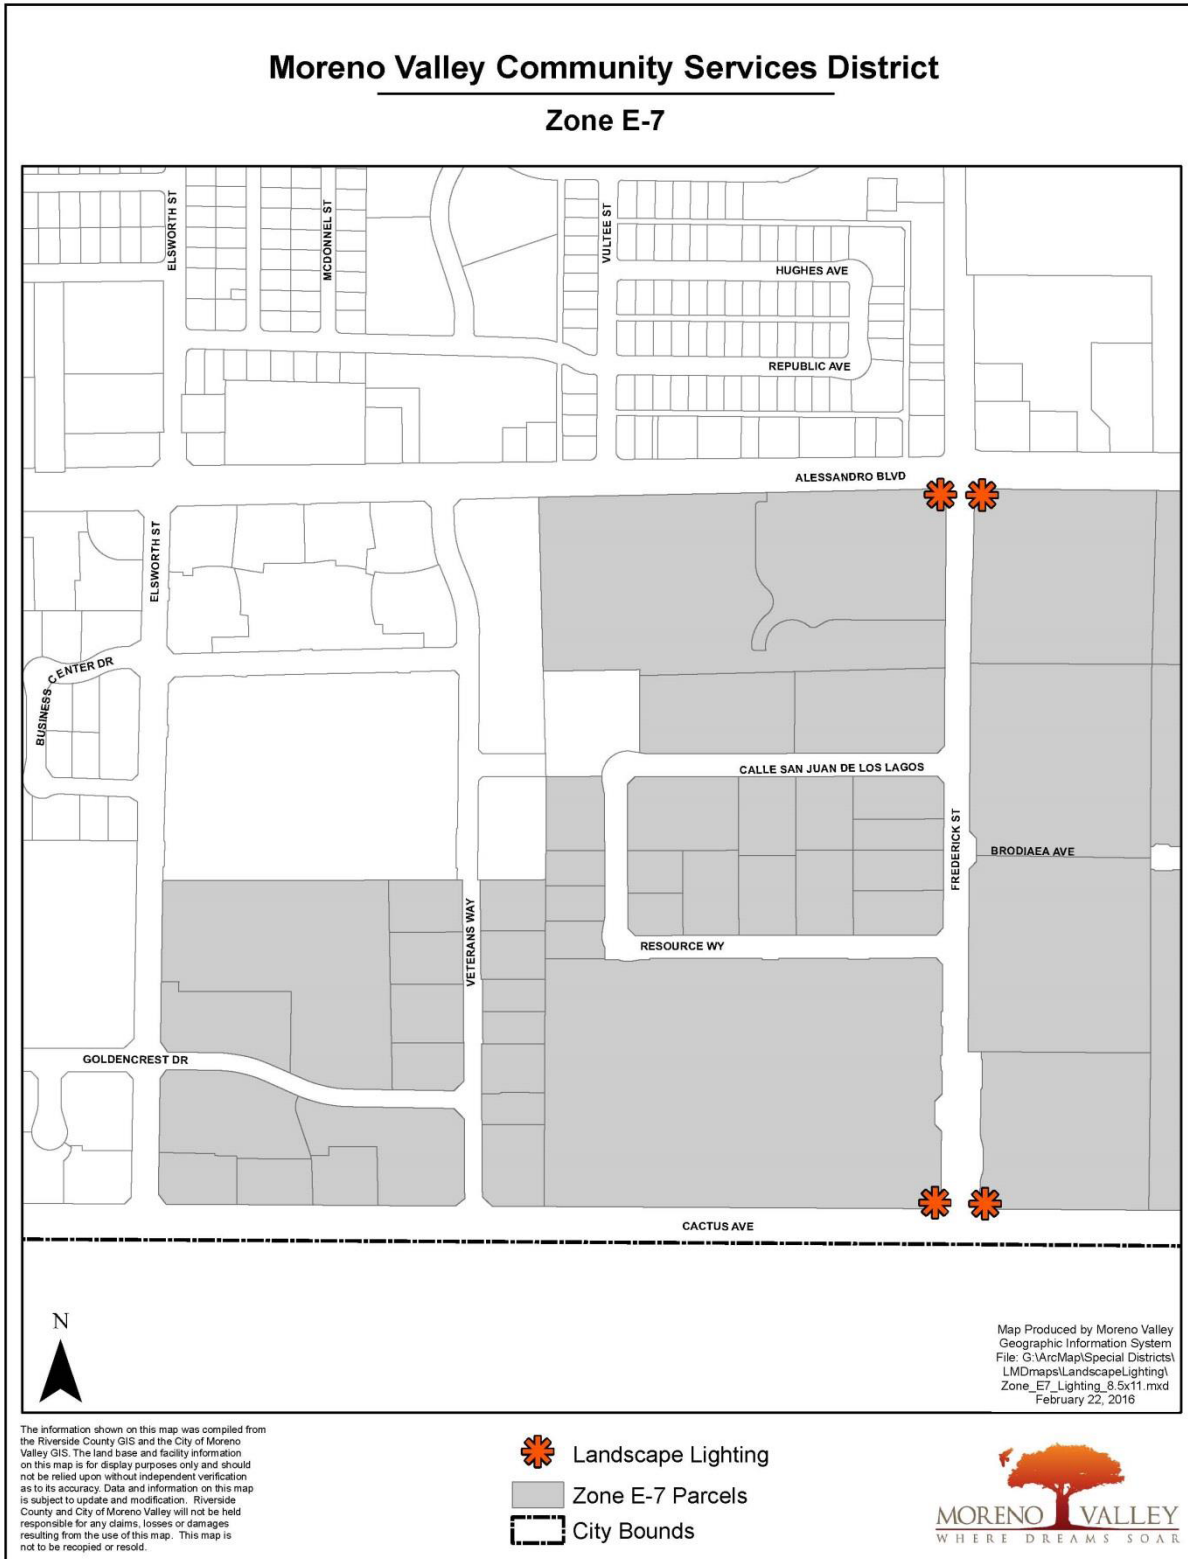 Moreno Valley Community Services District
Zone E-7
ELSWORTH ST
MCDONNEL ST
VULTEE ST
HUGHES AVE
REPUBLIC AVE
ALESSANDRO BLVD
ELSWORTH ST
BUSINESS CENTER DR
CALLE SAN JUAN DE LOS LAGOS
FREDERICK ST
BRODIAEA AVE
VETERANS WAY
RESOURCE WY
GOLDENCREST DR
CACTUS AVE
N
Map Produced by Moreno Valley
Geographic Information System
File: G:\ArcMap\Special Districts\
LMDmaps\LandscapeLighting\
Zone_E7_Lighting_8.5x11.mxd
February 22, 2016
The information shown on this map was compiled from
the Riverside County GIS and the City of Moreno
Valley GIS. The land base and facility information
on this map is for display purposes only and should
not be relied upon without independent verification
as to its accuracy. Data and information on this map
is subject to update and modification. Riverside
County and City of Moreno Valley will not be held
responsible for any claims, losses or damages
resulting from the use of this map. This map is
not to be recopied or resold.
Landscape Lighting
Zone E-7 Parcels
City Bounds
MORENO VALLEY
WHERE DREAMS SOAR